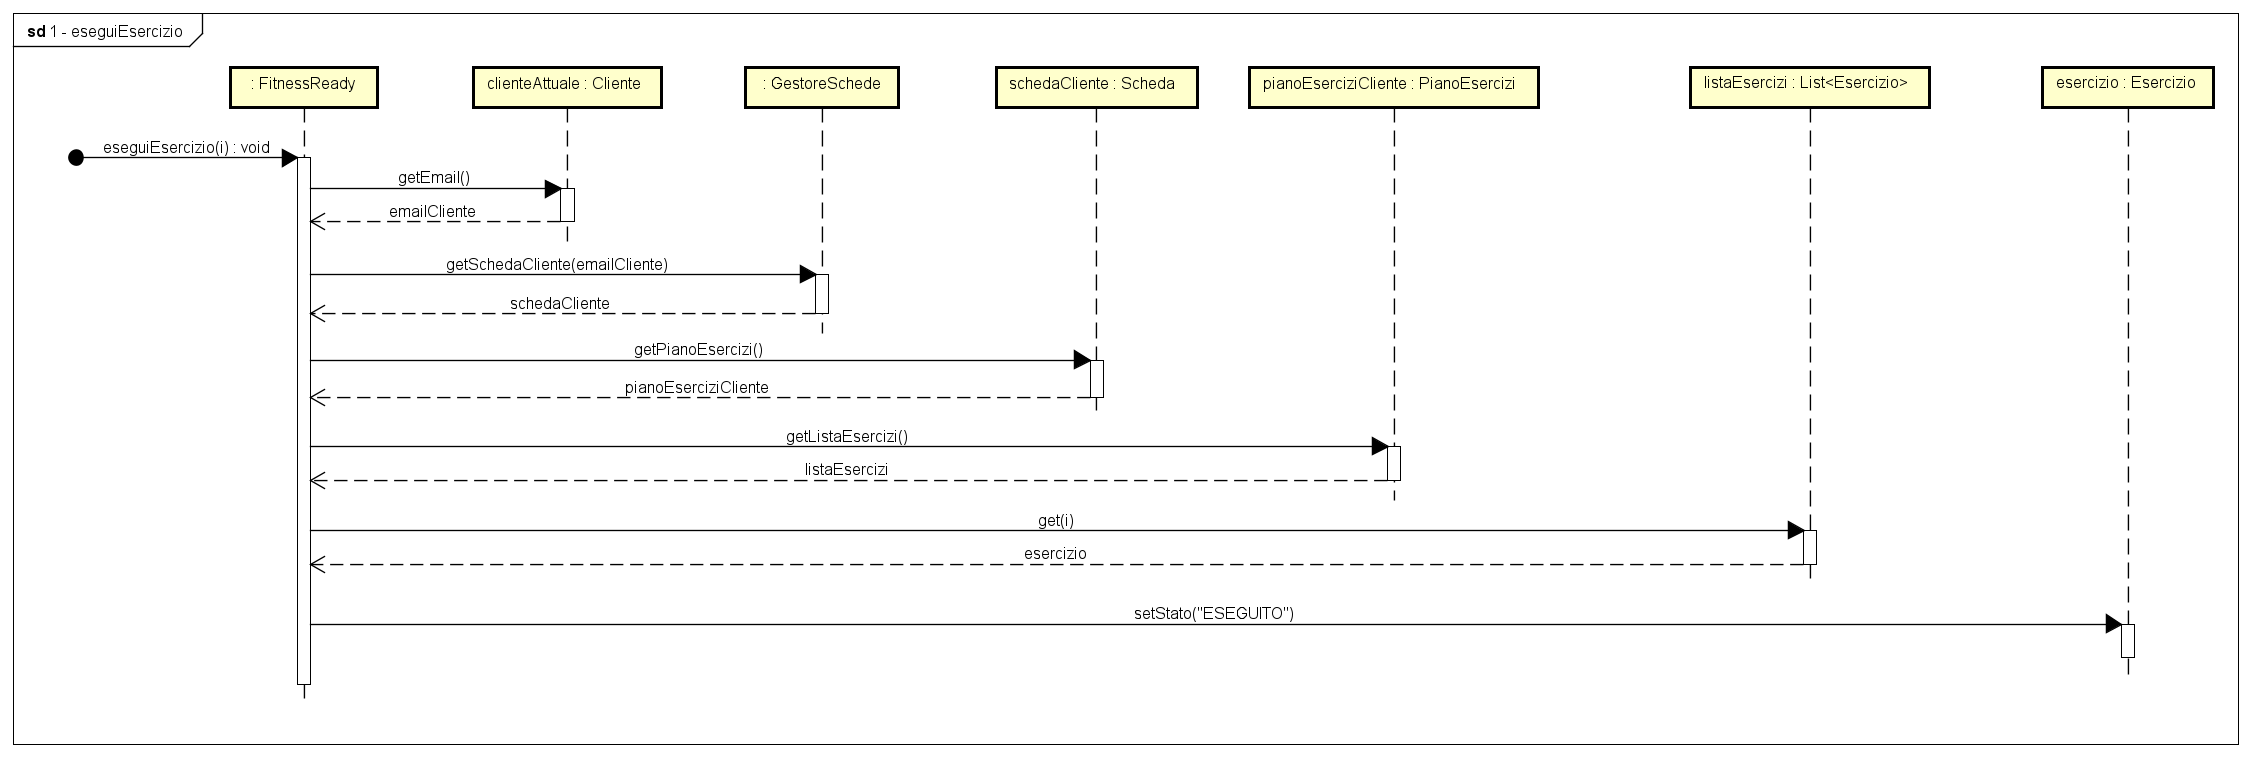 sd 1 - eseguiEsercizio
: FitnessReady
clienteAttuale : Cliente
: GestoreSchede
schedaCliente : Scheda
pianoEserciziCliente : PianoEsercizi
listaEsercizi : List<Esercizio>
esercizio : Esercizio
eseguiEsercizio(i) : void
getEmail()
emailCliente
getSchedaCliente(emailCliente)
schedaCliente
getPianoEsercizi()
pianoEserciziCliente
getListaEsercizi()
listaEsercizi
get(i)
esercizio
setStato("ESEGUITO")